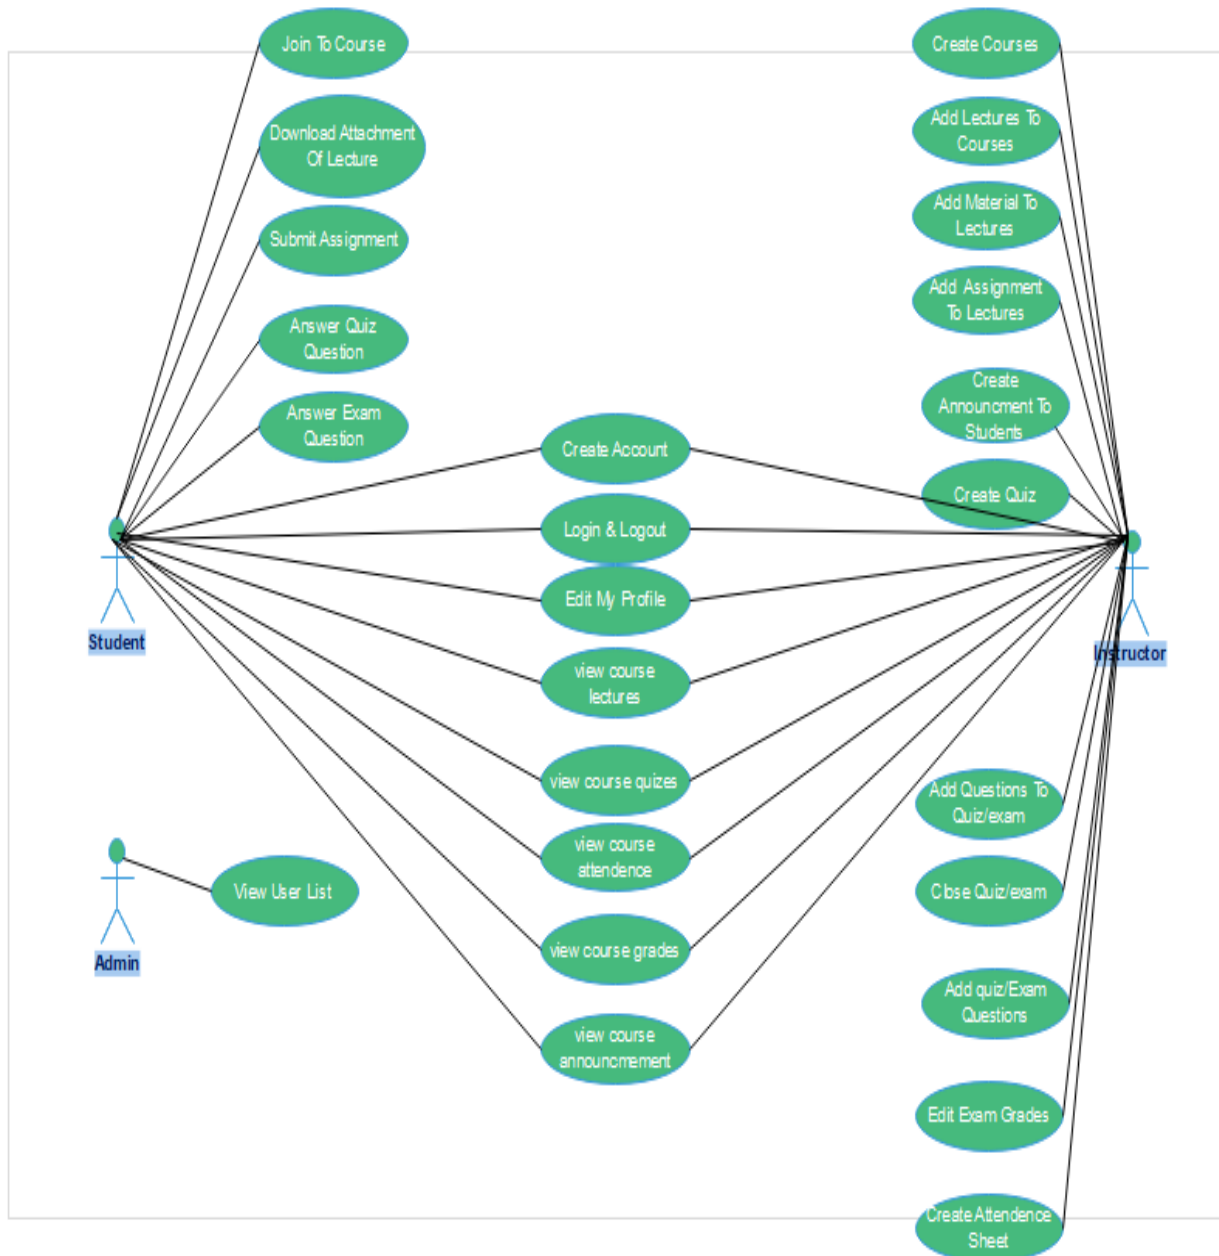 Join To Course
Download Attachment
Of Lecture
Submit Assignment
Answer Quiz
Question
Answer Exam
Question
Student
Admin
View User List
Create Account
Login & Logout
Edit My Profile
view course
lectures
view course quizes
view course
attendence
view course grades
view course
announcmement
Create Courses
Add Lectures To
Courses
Add Material To
Lectures
Add Assignment
To Lectures
Create
Announcment To
Students
Create Quiz
Instructor
Add Questions To
Quiz/exam
Close Quiz/exam
Add quiz/Exam
Questions
Edit Exam Grades
Create Attendence
Sheet